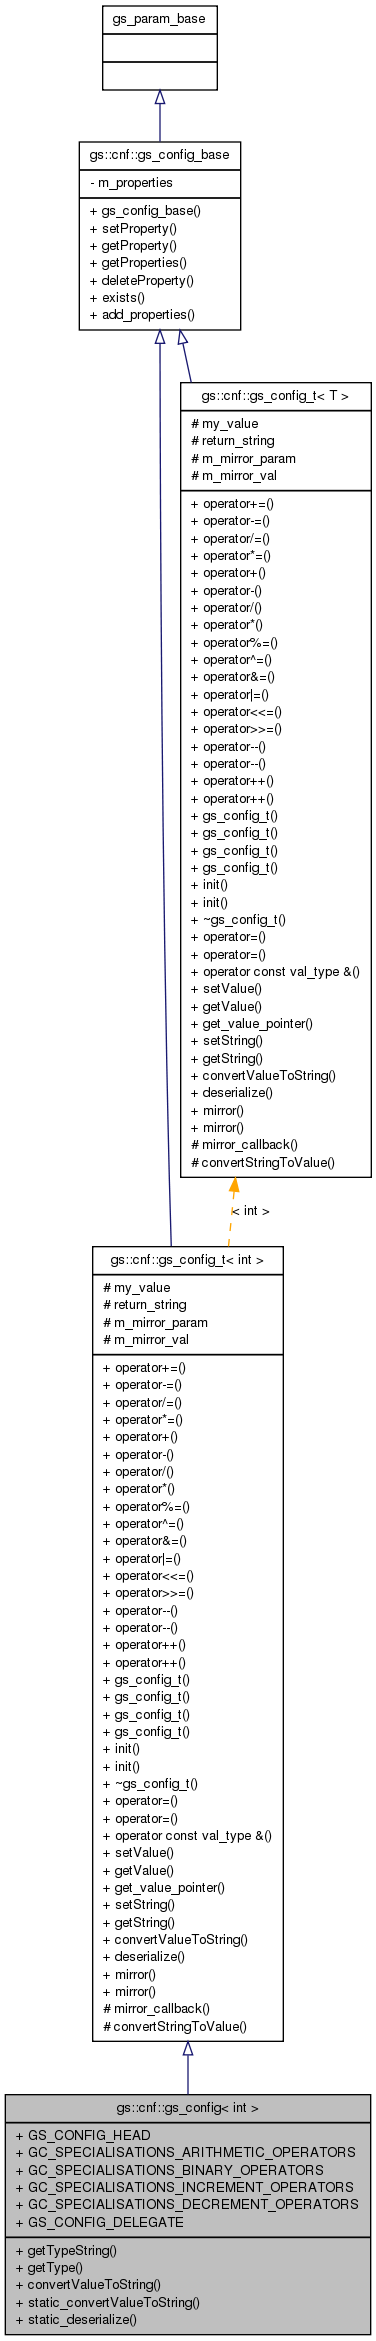 gs_param_base
gs::cnf::gs_config_base
- m_properties
+ gs_config_base()
+ setProperty()
+ getProperty()
+ getProperties()
+ deleteProperty()
+ exists()
+ add_properties()
gs::cnf::gs_config_t< T >
# my_value
# return_string
# m_mirror_param
# m_mirror_val
+ operator+=()
+ operator-=()
+ operator/=()
+ operator*=()
+ operator+()
+ operator-()
+ operator/()
+ operator*()
+ operator%=()
+ operator^=()
+ operator&=()
+ operator|=()
+ operator<<=()
+ operator>>=()
+ operator--()
+ operator--()
+ operator++()
+ operator++()
+ gs_config_t()
+ gs_config_t()
+ gs_config_t()
+ gs_config_t()
+ init()
+ init()
+ ~gs_config_t()
+ operator=()
+ operator=()
+ operator const val_type &()
+ setValue()
+ getValue()
+ get_value_pointer()
+ setString()
+ getString()
+ convertValueToString()
+ deserialize()
+ mirror()
+ mirror()
# mirror_callback()
# convertStringToValue()
< int >
gs::cnf::gs_config_t< int >
# my_value
# return_string
# m_mirror_param
# m_mirror_val
+ operator+=()
+ operator-=()
+ operator/=()
+ operator*=()
+ operator+()
+ operator-()
+ operator/()
+ operator*()
+ operator%=()
+ operator^=()
+ operator&=()
+ operator|=()
+ operator<<=()
+ operator>>=()
+ operator--()
+ operator--()
+ operator++()
+ operator++()
+ gs_config_t()
+ gs_config_t()
+ gs_config_t()
+ gs_config_t()
+ init()
+ init()
+ ~gs_config_t()
+ operator=()
+ operator=()
+ operator const val_type &()
+ setValue()
+ getValue()
+ get_value_pointer()
+ setString()
+ getString()
+ convertValueToString()
+ deserialize()
+ mirror()
+ mirror()
# mirror_callback()
# convertStringToValue()
gs::cnf::gs_config< int >
+ GS_CONFIG_HEAD
+ GC_SPECIALISATIONS_ARITHMETIC_OPERATORS
+ GC_SPECIALISATIONS_BINARY_OPERATORS
+ GC_SPECIALISATIONS_INCREMENT_OPERATORS
+ GC_SPECIALISATIONS_DECREMENT_OPERATORS
+ GS_CONFIG_DELEGATE
+ getTypeString()
+ getType()
+ convertValueToString()
+ static_convertValueToString()
+ static_deserialize()